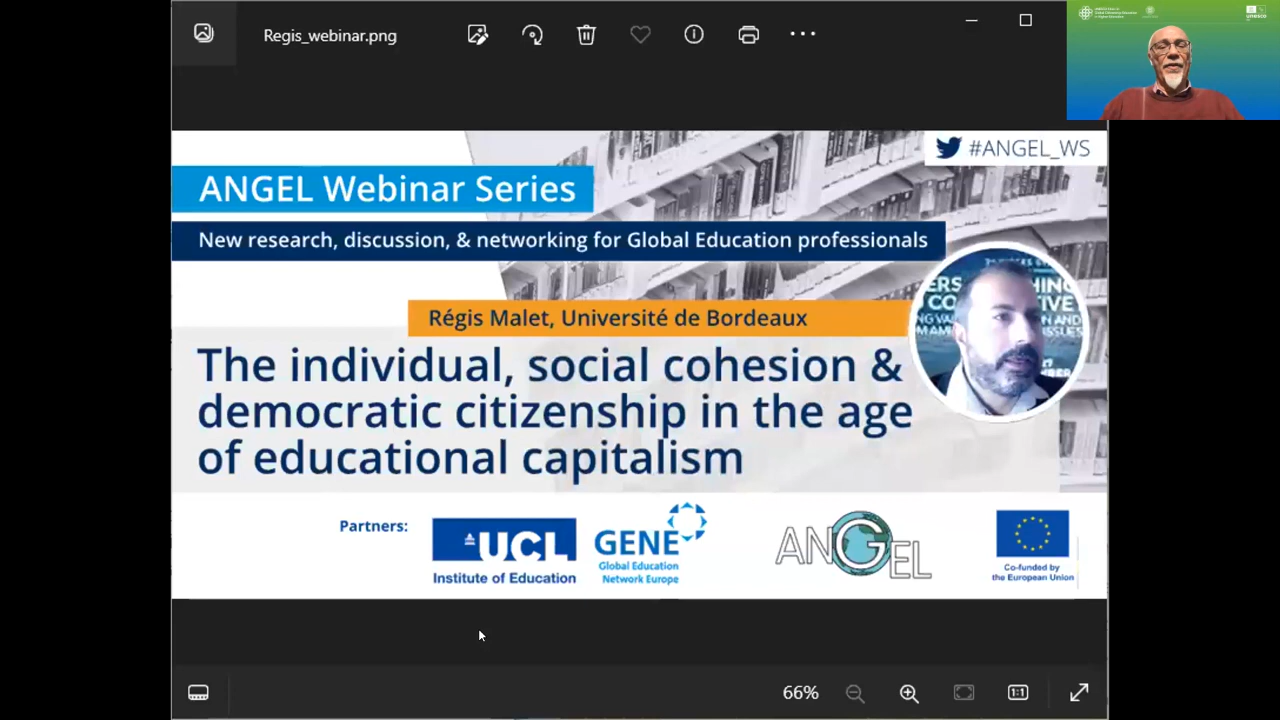 Regis_webinar.png
#ANGEL_WS
ANGEL Webinar Series
New research, discussion, & networking for Global Education professionals
Régis Malet, Université de Bordeaux
The individual, social cohesion &
democratic citizenship in the age
of educational capitalism
Partners:
UCL
Institute of Education
GENE
Global Education
Network Europe
ANGEL
Co-funded by
the European Union
66%
1:1